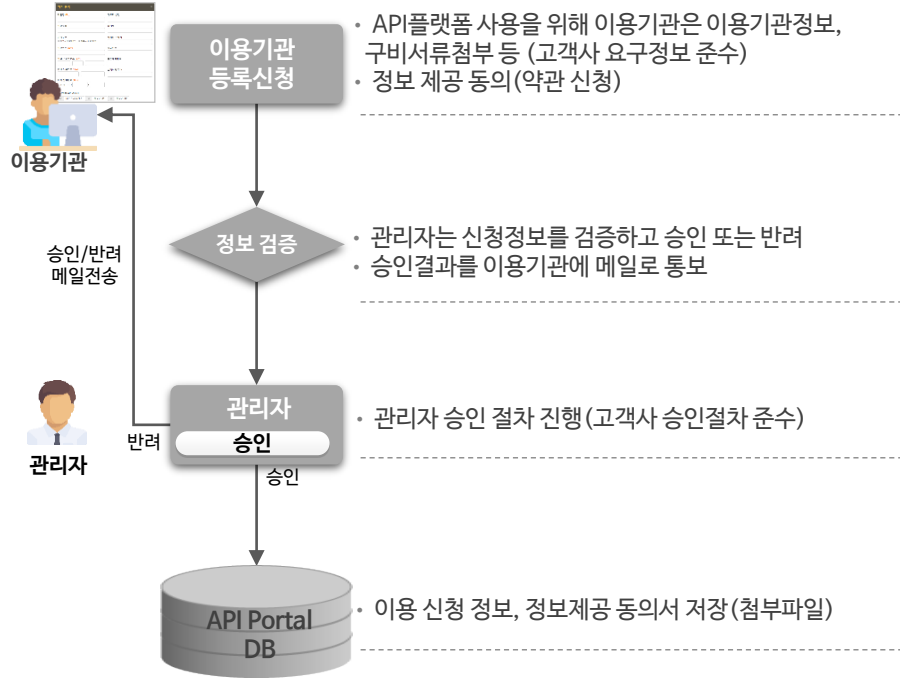 이용기관
등록신청
• API플랫폼 사용을 위해 이용기관은 이용기관정보,
구비서류첨부 등 (고객사 요구정보 준수)
• 정보 제공 동의(약관 신청)
이용기관
승인/반려
메일전송
정보 검증
• 관리자는 신청정보를 검증하고 승인 또는 반려
• 승인결과를 이용기관에 메일로 통보
관리자
관리자
승인
반려
승인
• 관리자 승인 절차 진행(고객사 승인절차 준수)
API Portal
DB
• 이용 신청 정보, 정보제공 동의서 저장(첨부파일)